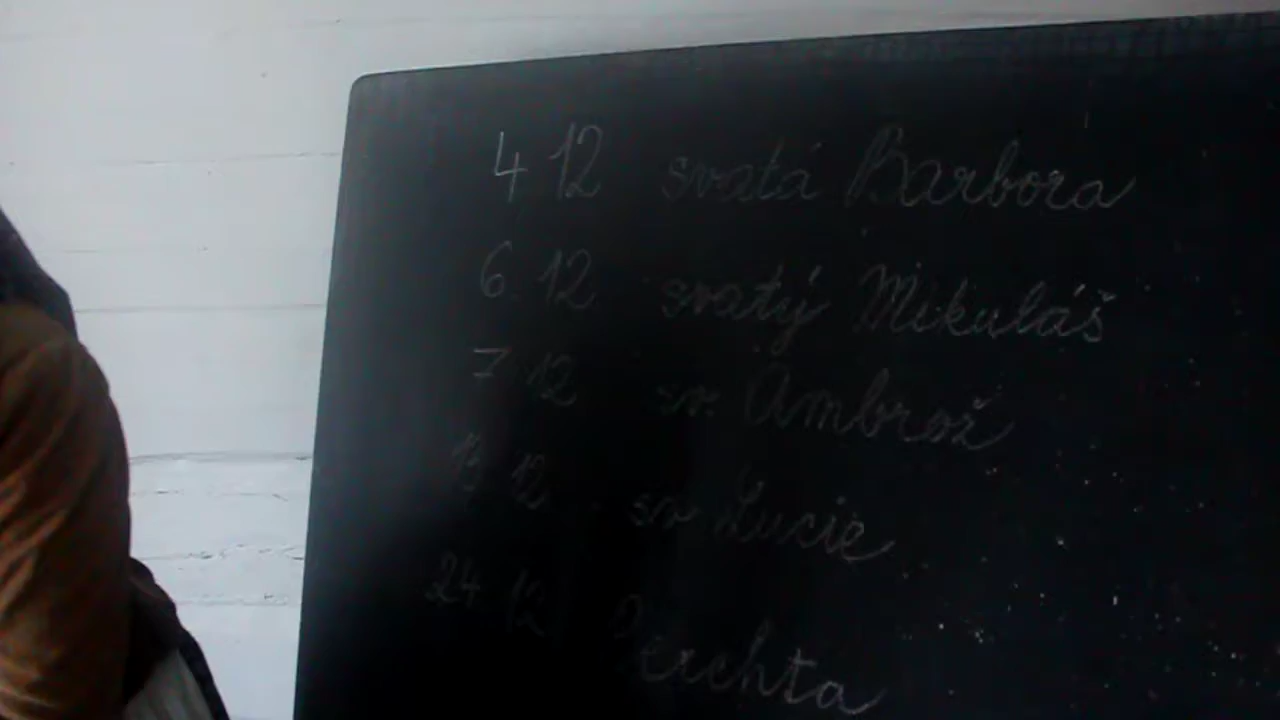 4. 12 svatá Barbora
6. 12 svatý Mikuláš
7. 12 sv. Ambrož
13. 12. sv. Lucie
24. 12. Perchta